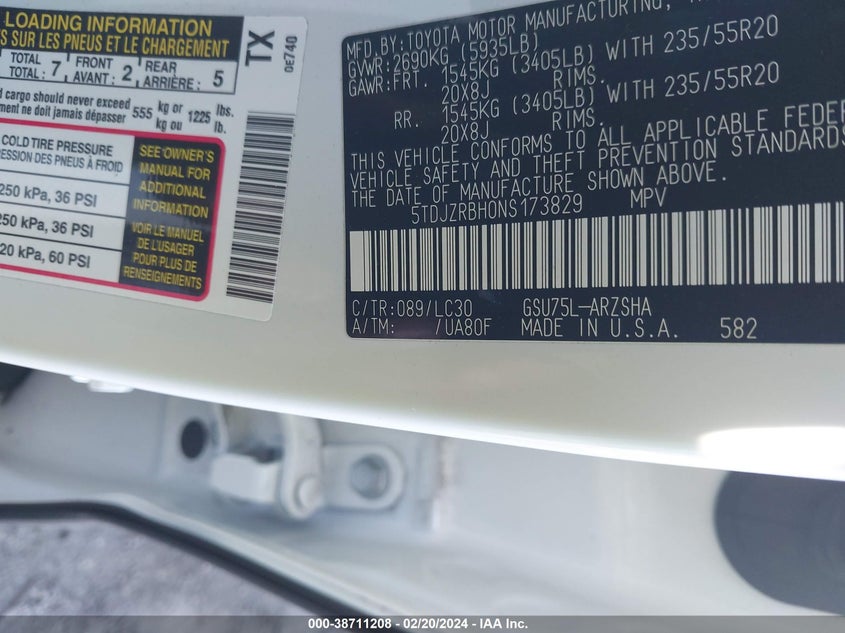 LOADING INFORMATION
SUR LES PNEUS ET LE CHARGEMENT
TOTAL 7 FRONT 2 REAR 5
TOTAL: AVANT: ARRIÈRE:
cargo should never exceed 555 kg or 1225 lbs.
ne doit jamais dépasser kg ou lb.
COLD TIRE PRESSURE
DES PNEUS À FROID
250 kPa, 36 PSI
250 kPa, 36 PSI
20 kPa, 60 PSI
SEE OWNER'S
MANUAL FOR
ADDITIONAL
INFORMATION
VOIR LE MANUEL
DE L'USAGER
POUR PLUS DE
RENSEIGNEMENTS
TX
0E740
MFD.BY:TOYOTA MOTOR MANUFACTURING,
GVWR:2690KG (5935LB)
GAWR:FRT. 1545KG (3405LB) WITH 235/55R20
20X8J RIMS.
RR. 1545KG (3405LB) WITH 235/55R20
20X8J RIMS.
THIS VEHICLE CONFORMS TO ALL APPLICABLE FEDER
VEHICLE SAFETY AND THEFT PREVENTION STANDARDS
THE DATE OF MANUFACTURE SHOWN ABOVE.
5TDJZRBH0NS173829 MPV
C/TR:089/LC30 GSU75L-ARZSHA
A/TM: /UA80F MADE IN U.S.A. 582
000-38711208 - 02/20/2024 - IAA Inc.